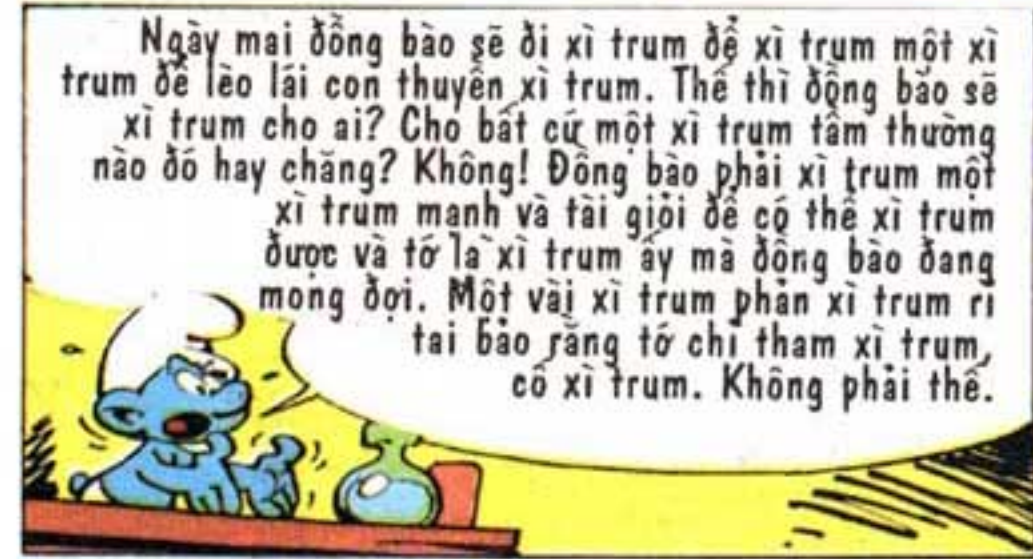 Ngày mai đồng bào sẽ đi xì trum để xì trum một xì
trum để lèo lái con thuyền xì trum. Thế thì đồng bào sẽ
xì trum cho ai? Cho bất cứ một xì trum tầm thường
nào đó hay chăng? Không! Đồng bào phải xì trum một
xì trum mạnh và tài giỏi để có thể xì trum
được và tớ là xì trum ấy mà đồng bào đang
mong đợi. Một vài xì trum phản xì trum rỉ
tai bảo rằng tớ chỉ tham xì trum,
cố xì trum. Không phải thế.